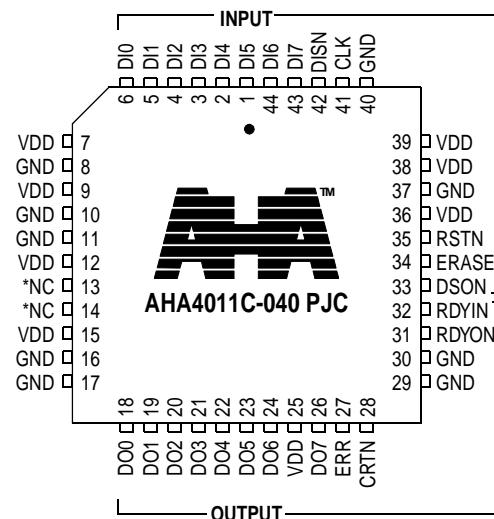 INPUT
DI0 DI1 DI2 DI3 DI4 DI5 DI6 DI7 DISN CLK GND
6 5 4 3 2 1 44 43 42 41 40
VDD 7 39 VDD
GND 8 38 VDD
VDD 9 37 GND
GND 10 36 VDD
GND 11 35 RSTN
VDD 12 34 ERASE
*NC 13 33 DSON
*NC 14 32 RDYIN
VDD 15 31 RDYON
GND 16 30 GND
GND 17 29 GND
AHA TM
AHA4011C-040 PJC
18 19 20 21 22 23 24 25 26 27 28
DO0 DO1 DO2 DO3 DO4 DO5 DO6 VDD DO7 ERR CRTN
OUTPUT